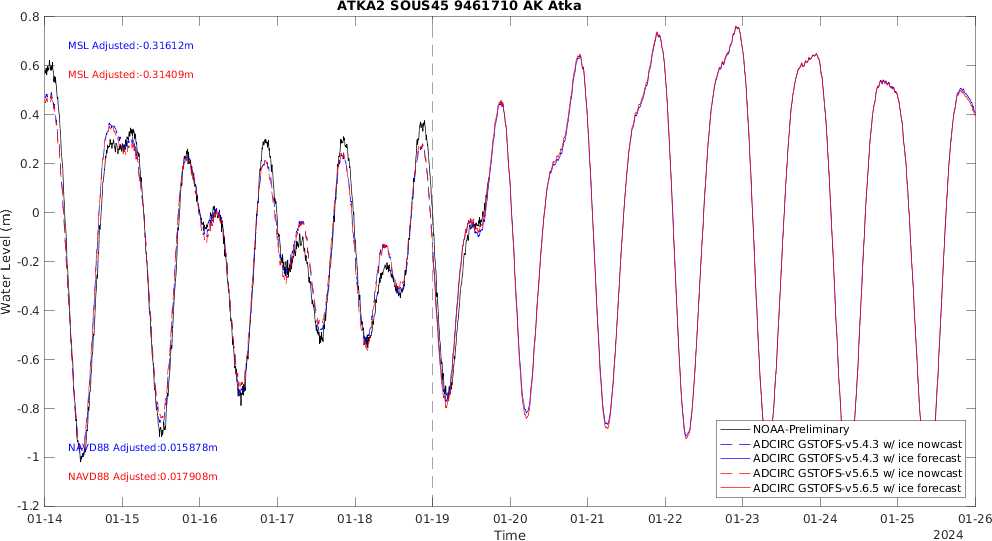 ATKA2 SOUS45 9461710 AK Atka
0.8
0.6
0.4
0.2
0
-0.2
-0.4
-0.6
-0.8
-1
-1.2
Water Level (m)
MSL Adjusted:-0.31612m
MSL Adjusted:-0.31409m
NAVD88 Adjusted:0.015878m
NAVD88 Adjusted:0.017908m
NOAA-Preliminary
ADCIRC GSTOFS-v5.4.3 w/ ice nowcast
ADCIRC GSTOFS-v5.4.3 w/ ice forecast
ADCIRC GSTOFS-v5.6.5 w/ ice nowcast
ADCIRC GSTOFS-v5.6.5 w/ ice forecast
01-14 01-15 01-16 01-17 01-18 01-19 01-20 01-21 01-22 01-23 01-24 01-25 01-26
Time
2024